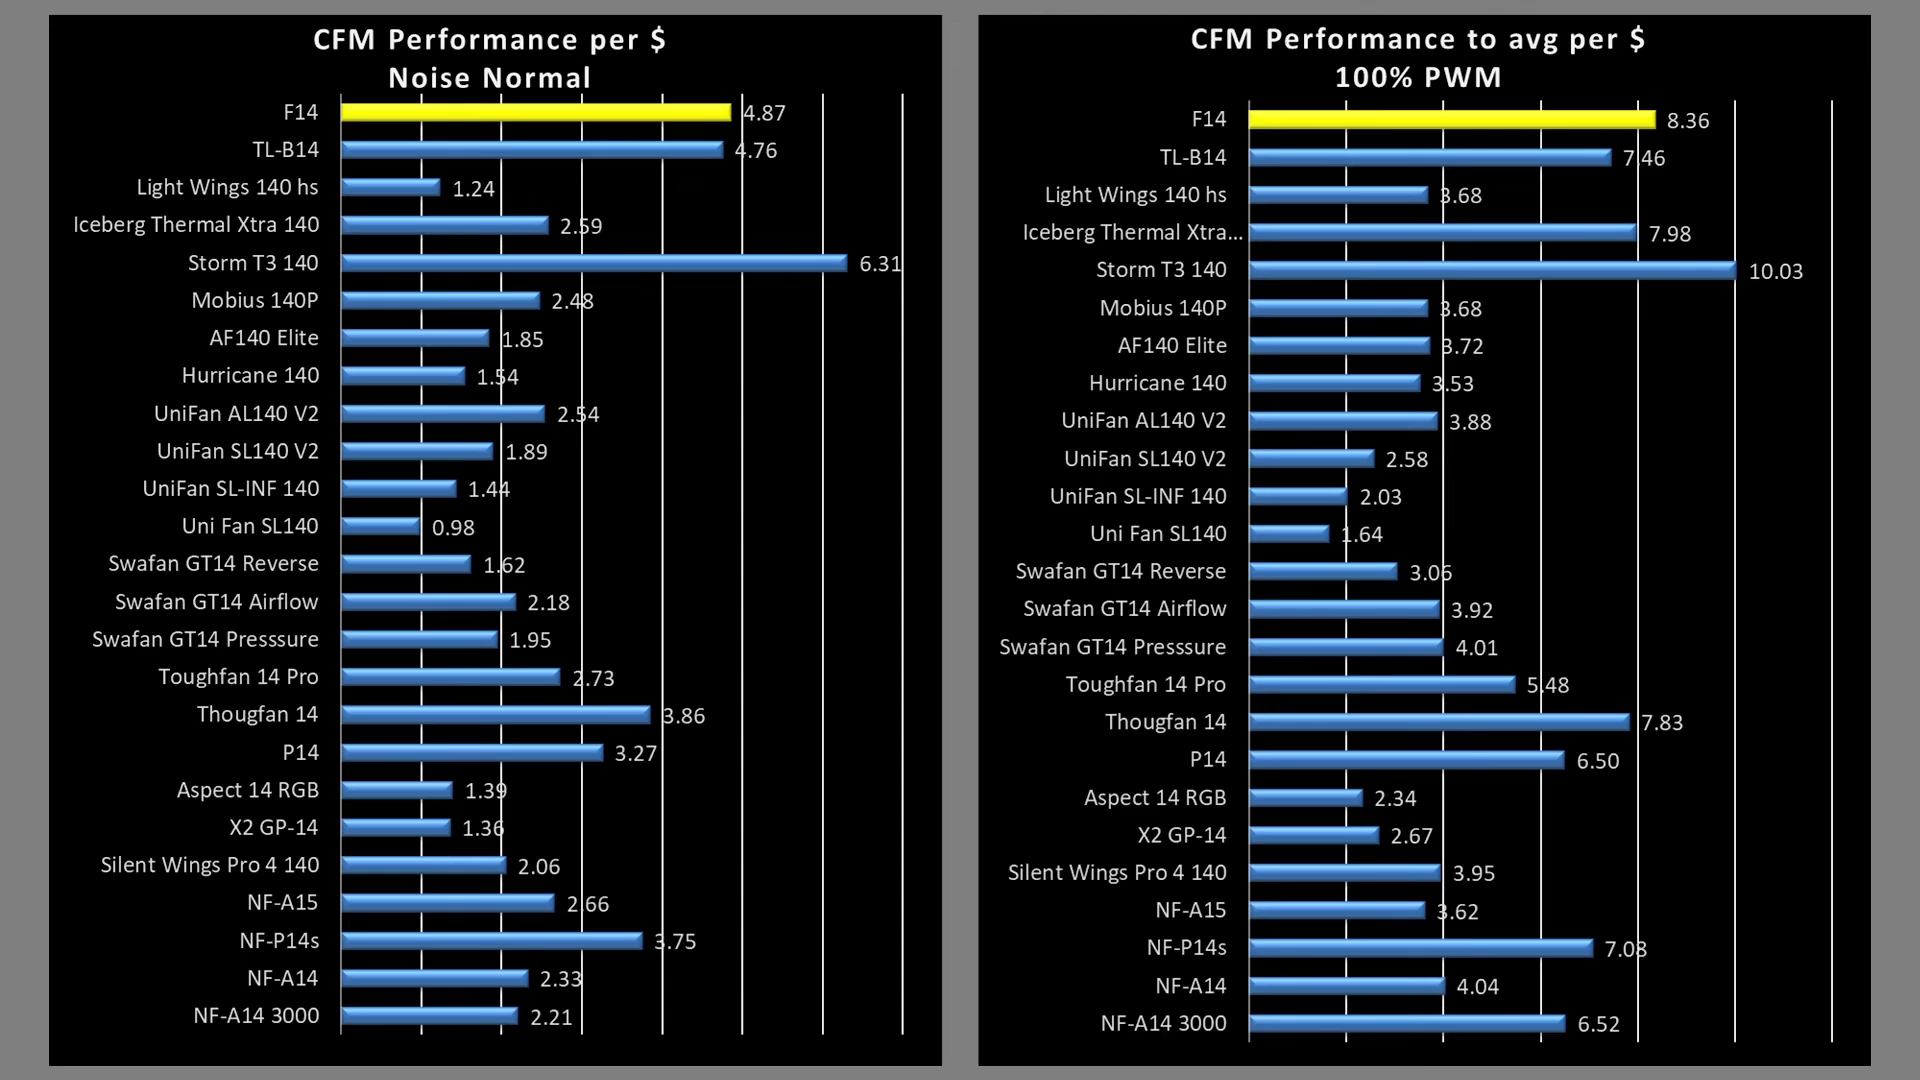 CFM Performance per $
Noise Normal
F14 4.87
TL-B14 4.76
Light Wings 140 hs 1.24
Iceberg Thermal Xtra 140 2.59
Storm T3 140 6.31
Mobius 140P 2.48
AF140 Elite 1.85
Hurricane 140 1.54
UniFan AL140 V2 2.54
UniFan SL140 V2 1.89
UniFan SL-INF 140 1.44
Uni Fan SL140 0.98
Swafan GT14 Reverse 1.62
Swafan GT14 Airflow 2.18
Swafan GT14 Presssure 1.95
Toughfan 14 Pro 2.73
Thougfan 14 3.86
P14 3.27
Aspect 14 RGB 1.39
X2 GP-14 1.36
Silent Wings Pro 4 140 2.06
NF-A15 2.66
NF-P14s 3.75
NF-A14 2.33
NF-A14 3000 2.21
CFM Performance to avg per $
100% PWM
F14 8.36
TL-B14 7.46
Light Wings 140 hs 3.68
Iceberg Thermal Xtra... 7.98
Storm T3 140 10.03
Mobius 140P 3.68
AF140 Elite 3.72
Hurricane 140 3.53
UniFan AL140 V2 3.88
UniFan SL140 V2 2.58
UniFan SL-INF 140 2.03
Uni Fan SL140 1.64
Swafan GT14 Reverse 3.05
Swafan GT14 Airflow 3.92
Swafan GT14 Presssure 4.01
Toughfan 14 Pro 5.48
Thougfan 14 7.83
P14 6.50
Aspect 14 RGB 2.34
X2 GP-14 2.67
Silent Wings Pro 4 140 3.95
NF-A15 3.62
NF-P14s 7.08
NF-A14 4.04
NF-A14 3000 6.52